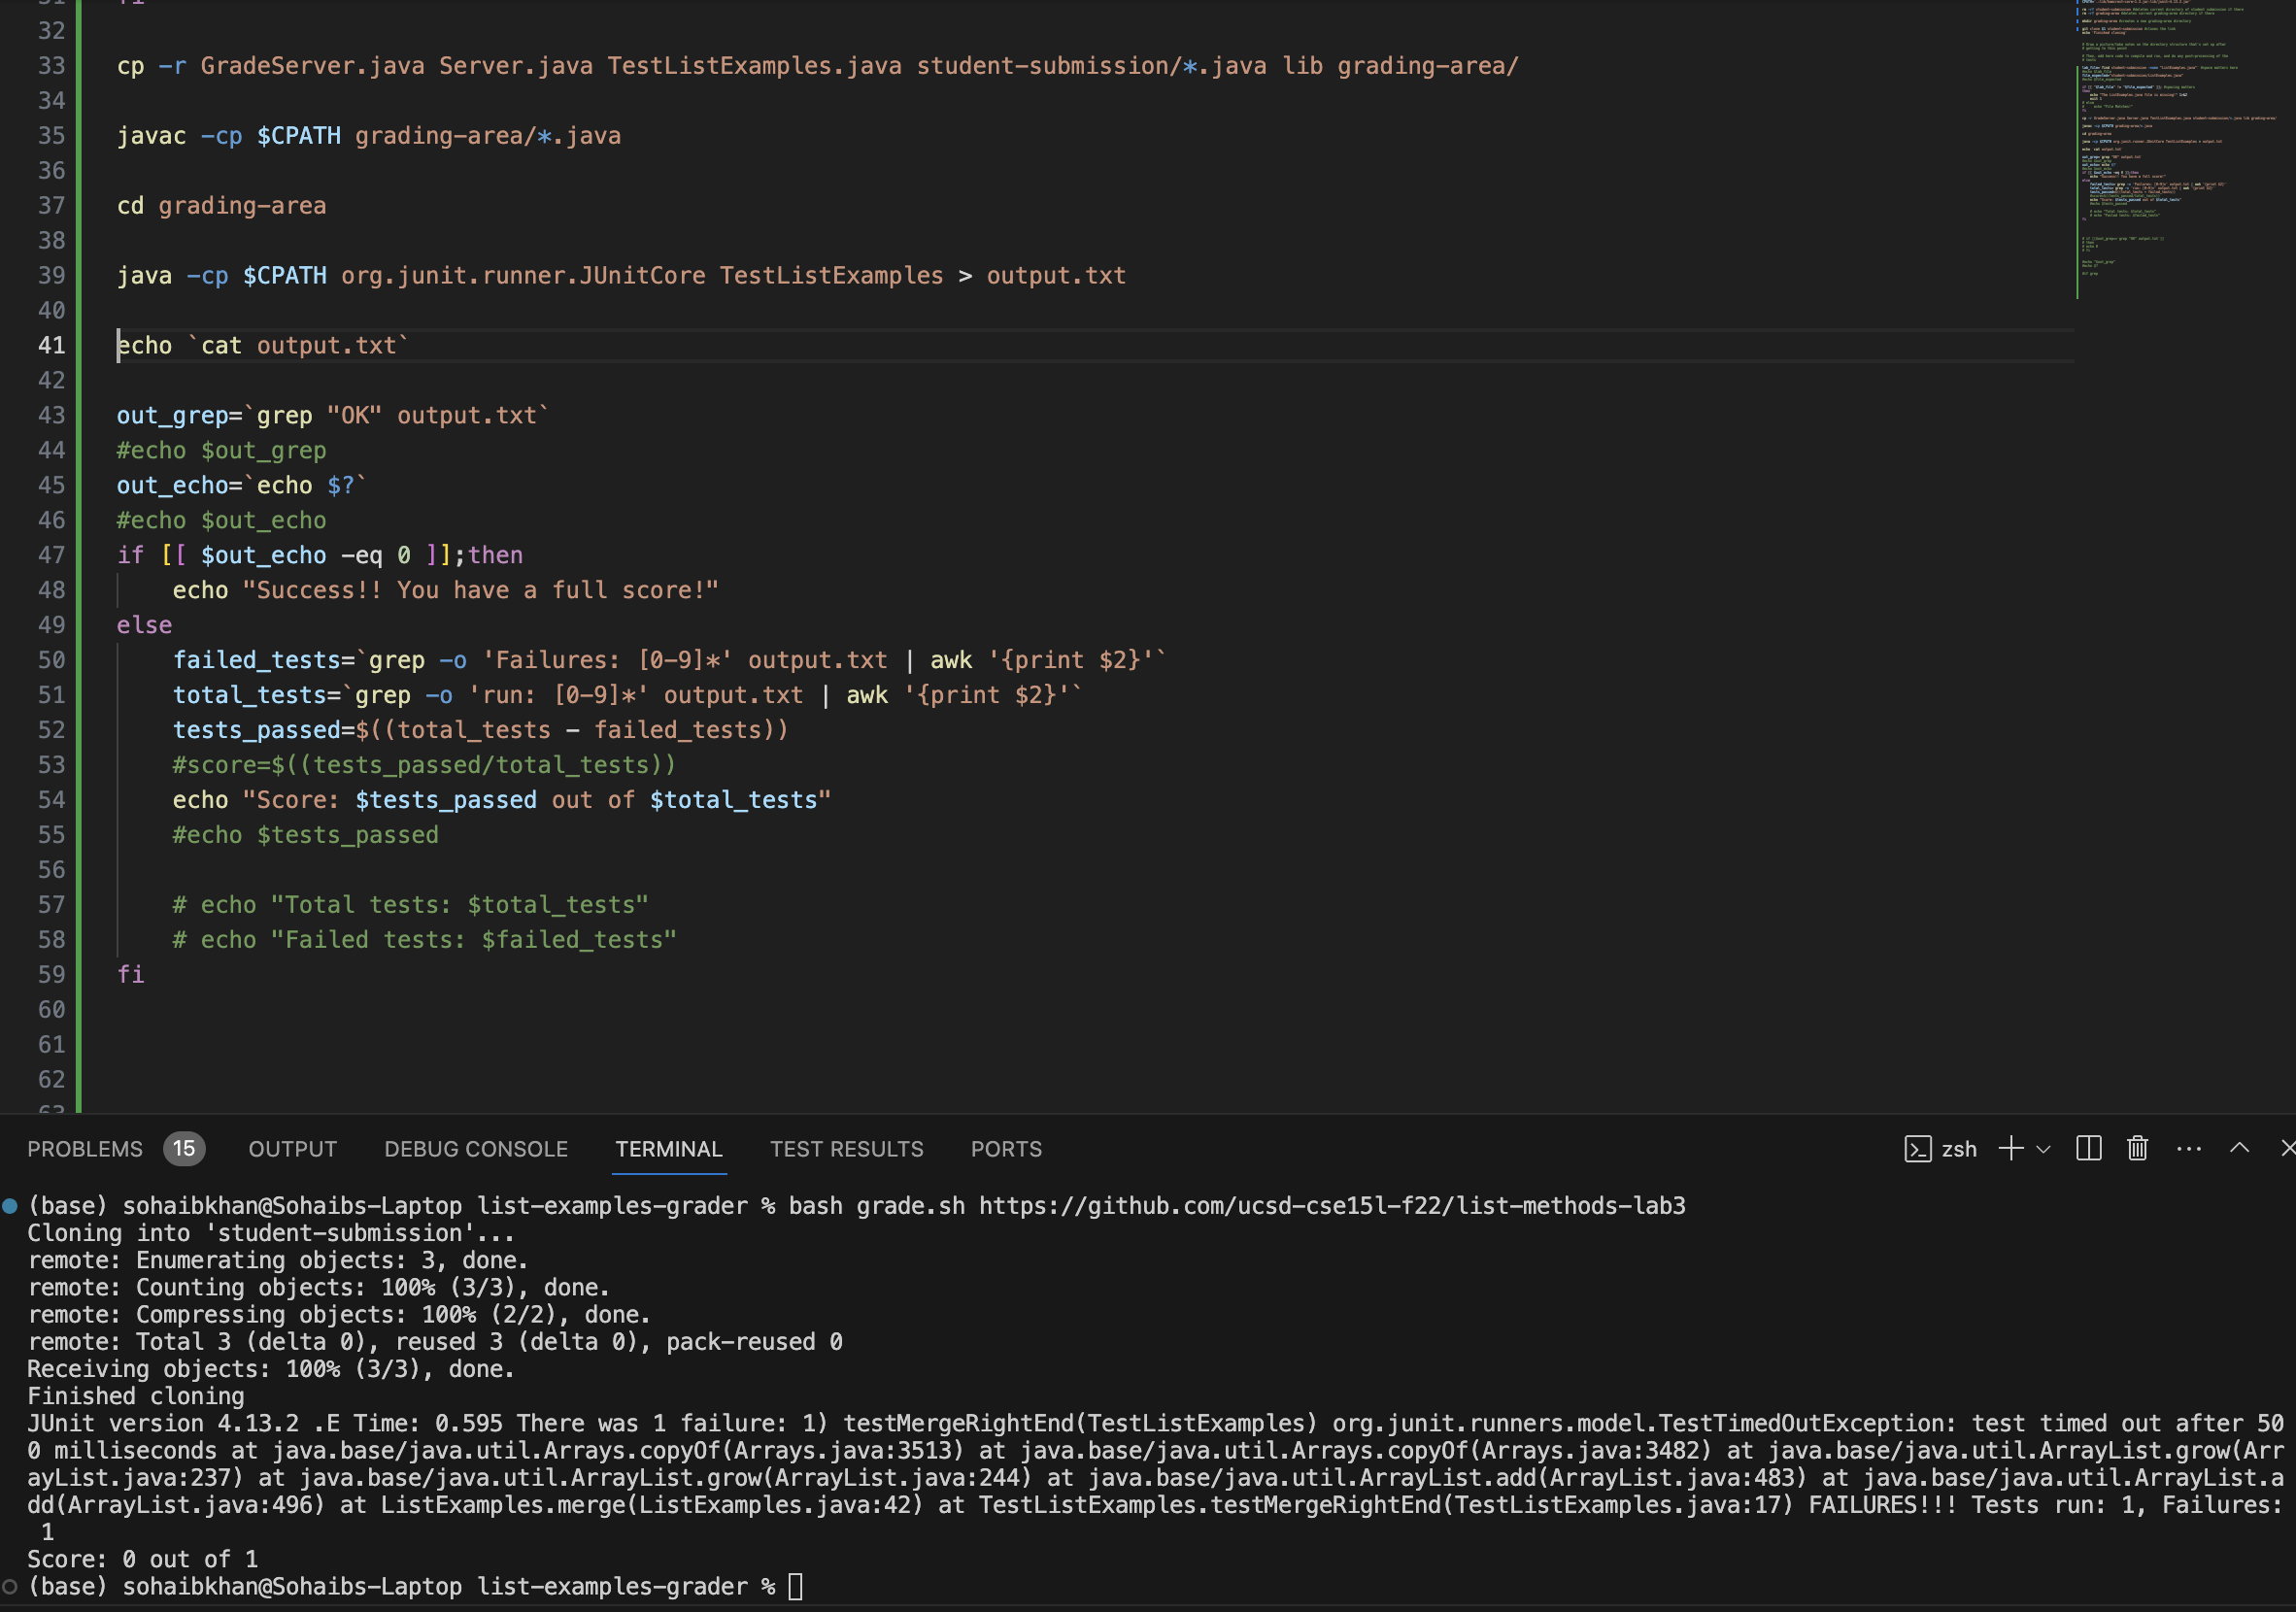 31 fi
32
33 cp -r GradeServer.java Server.java TestListExamples.java student-submission/*.java lib grading-area/
34
35 javac -cp $CPATH grading-area/*.java
36
37 cd grading-area
38
39 java -cp $CPATH org.junit.runner.JUnitCore TestListExamples > output.txt
40
41 echo `cat output.txt`
42
43 out_grep=`grep "OK" output.txt`
44 #echo $out_grep
45 out_echo=`echo $?`
46 #echo $out_echo
47 if [[ $out_echo -eq 0 ]];then
48 echo "Success!! You have a full score!"
49 else
50 failed_tests=`grep -o 'Failures: [0-9]*' output.txt | awk '{print $2}'`
51 total_tests=`grep -o 'run: [0-9]*' output.txt | awk '{print $2}'`
52 tests_passed=$((total_tests - failed_tests))
53 #score=$((tests_passed/total_tests))
54 echo "Score: $tests_passed out of $total_tests"
55 #echo $tests_passed
56
57 # echo "Total tests: $total_tests"
58 # echo "Failed tests: $failed_tests"
59 fi
60
61
62
63
PROBLEMS 15 OUTPUT DEBUG CONSOLE TERMINAL TEST RESULTS PORTS zsh
(base) sohaibkhan@Sohaibs-Laptop list-examples-grader % bash grade.sh https://github.com/ucsd-cse15l-f22/list-methods-lab3
Cloning into 'student-submission'...
remote: Enumerating objects: 3, done.
remote: Counting objects: 100% (3/3), done.
remote: Compressing objects: 100% (2/2), done.
remote: Total 3 (delta 0), reused 3 (delta 0), pack-reused 0
Receiving objects: 100% (3/3), done.
Finished cloning
JUnit version 4.13.2 .E Time: 0.595 There was 1 failure: 1) testMergeRightEnd(TestListExamples) org.junit.runners.model.TestTimedOutException: test timed out after 50
0 milliseconds at java.base/java.util.Arrays.copyOf(Arrays.java:3513) at java.base/java.util.Arrays.copyOf(Arrays.java:3482) at java.base/java.util.ArrayList.grow(Arr
ayList.java:237) at java.base/java.util.ArrayList.grow(ArrayList.java:244) at java.base/java.util.ArrayList.add(ArrayList.java:483) at java.base/java.util.ArrayList.a
dd(ArrayList.java:496) at ListExamples.merge(ListExamples.java:42) at TestListExamples.testMergeRightEnd(TestListExamples.java:17) FAILURES!!! Tests run: 1, Failures:
1
Score: 0 out of 1
(base) sohaibkhan@Sohaibs-Laptop list-examples-grader %